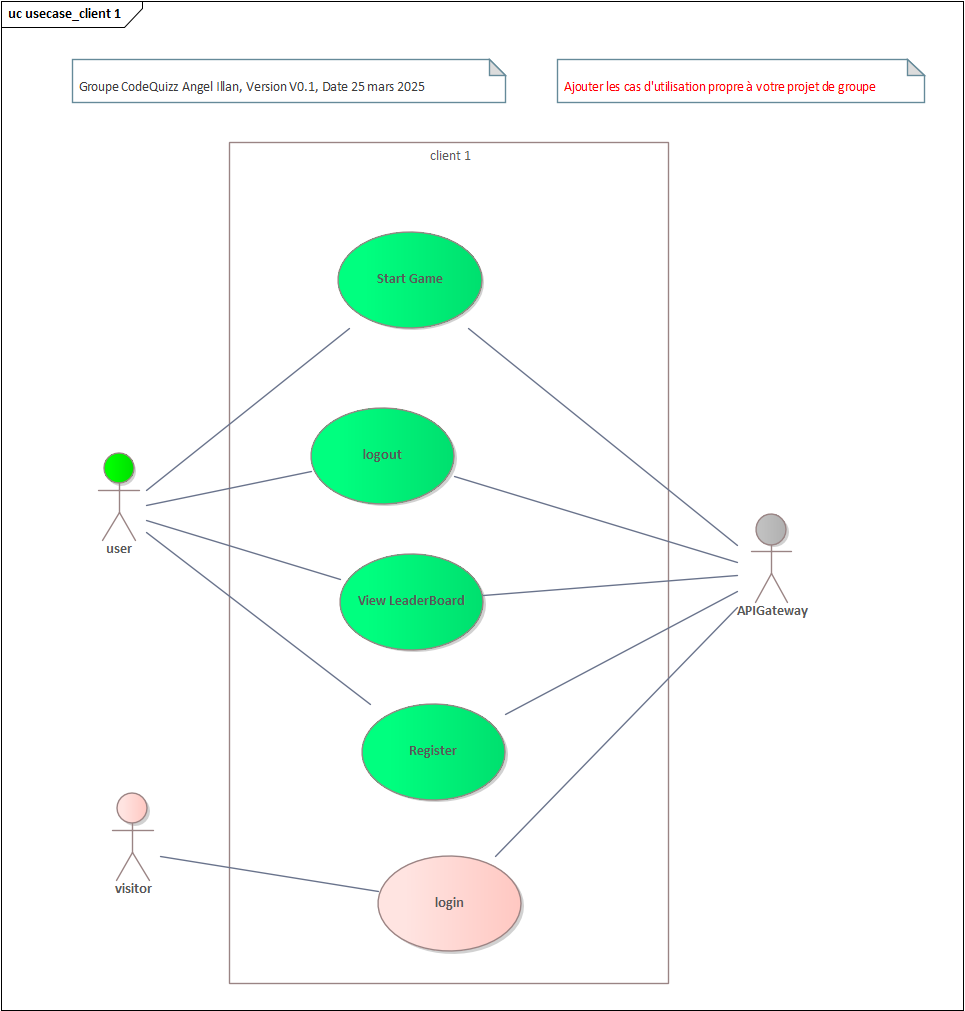 uc usecase_client 1
Groupe CodeQuizz Angel Illan, Version V0.1, Date 25 mars 2025
Ajouter les cas d'utilisation propre à votre projet de groupe
client 1
Start Game
logout
user
View LeaderBoard
APIGateway
Register
visitor
login